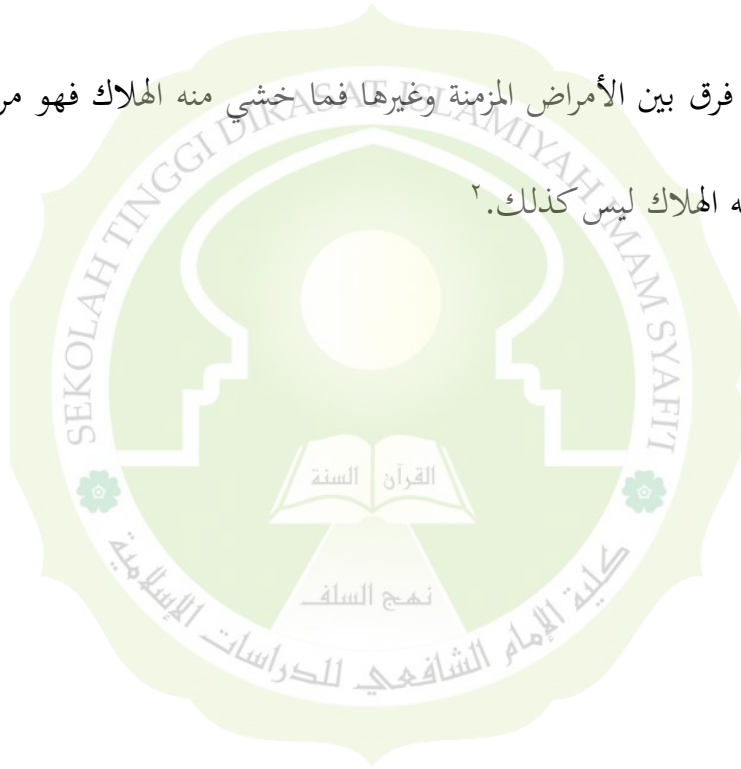 فرق بين الأمراض المزمنة وغيرها فما خشي منه الهلاك فهو
الهلاك ليس كذلك.٢
SEKOLAH TINGGI DIRASAT ISLAMIYAH IMAM SYAFI'I
القرآن السنة
نهج السلف
كلية الإمام الشافعي للدراسات الإسلامية